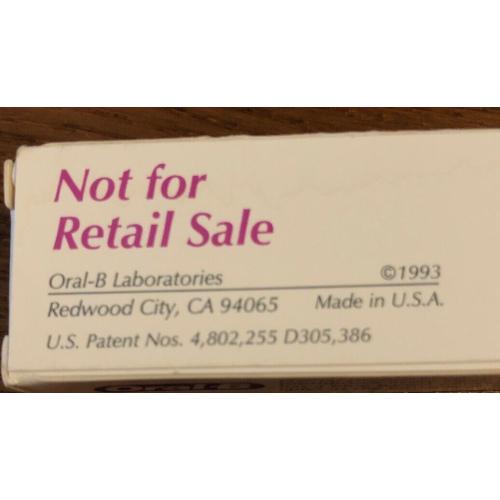 Not for
Retail Sale
Oral-B Laboratories ©1993
Redwood City, CA 94065 Made in U.S.A.
U.S. Patent Nos. 4,802,255 D305,386
Oral-B